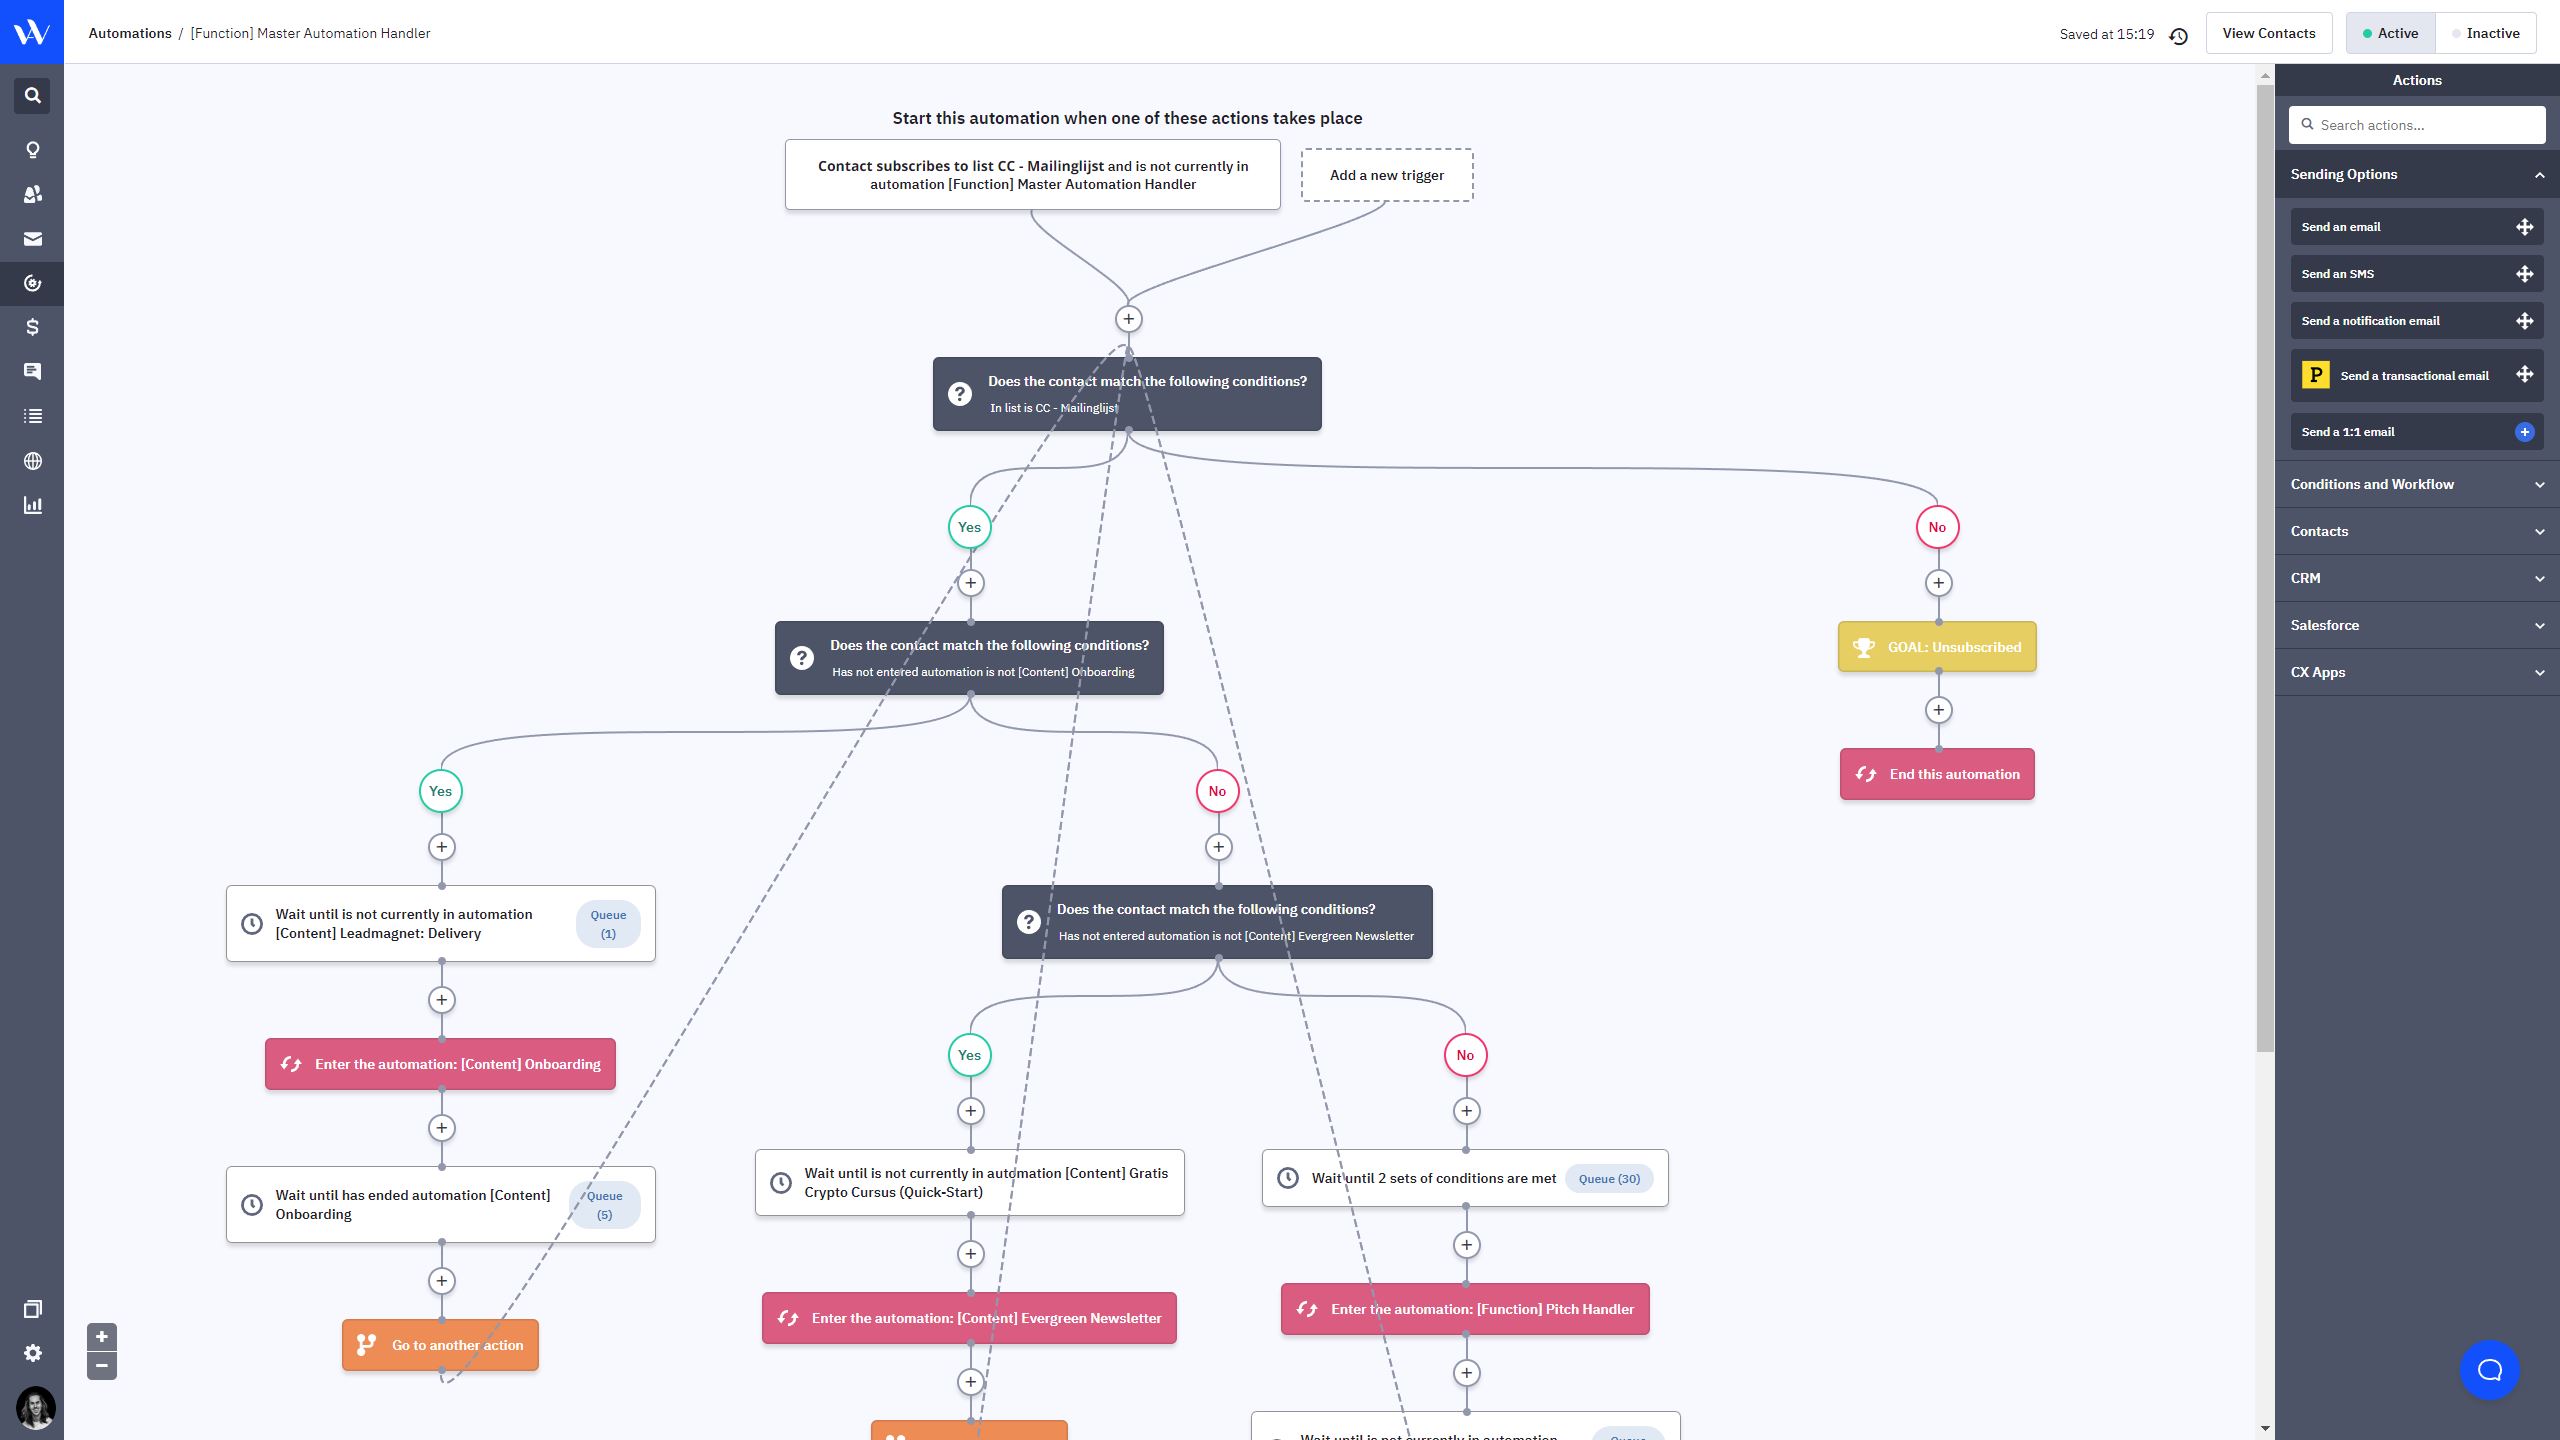 Automations / [Function] Master Automation Handler
Saved at 15:19
View Contacts
Active
Inactive
Start this automation when one of these actions takes place
Contact subscribes to list CC - Mailinglijst and is not currently in
automation [Function] Master Automation Handler
Add a new trigger
Does the contact match the following conditions?
In list is CC - Mailinglijst
Yes
No
Does the contact match the following conditions?
Has not entered automation is not [Content] Onboarding
GOAL: Unsubscribed
End this automation
Yes
No
Wait until is not currently in automation
[Content] Leadmagnet: Delivery
Queue
(1)
Does the contact match the following conditions?
Has not entered automation is not [Content] Evergreen Newsletter
Enter the automation: [Content] Onboarding
Yes
No
Wait until has ended automation [Content]
Onboarding
Queue
(5)
Wait until is not currently in automation [Content] Gratis
Crypto Cursus (Quick-Start)
Wait until 2 sets of conditions are met
Queue (30)
Enter the automation: [Content] Evergreen Newsletter
Enter the automation: [Function] Pitch Handler
Go to another action
Wait until is not currently in automation
Queue
Actions
Search actions...
Sending Options
Send an email
Send an SMS
Send a notification email
P
Send a transactional email
Send a 1:1 email
Conditions and Workflow
Contacts
CRM
Salesforce
CX Apps